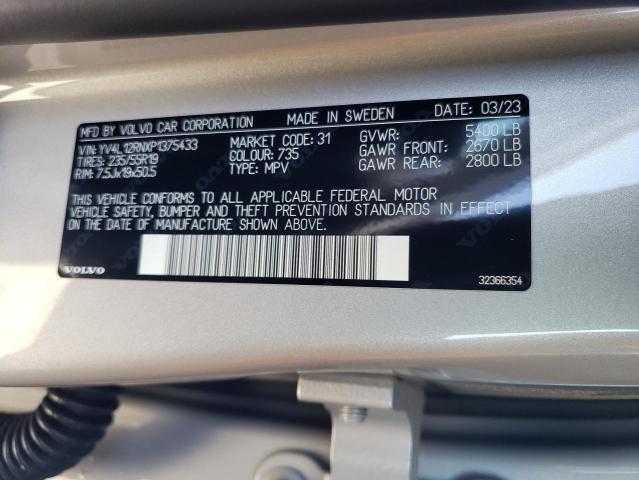 MFD BY VOLVO CAR CORPORATION MADE IN SWEDEN DATE: 03/23
VIN: YV4L12RNXP1375433 MARKET CODE: 31 GVWR: 5400 LB
TIRES: 235/55R19 COLOUR: 735 GAWR FRONT: 2670 LB
RIM: 7.5Jx19x50.5 TYPE: MPV GAWR REAR: 2800 LB
THIS VEHICLE CONFORMS TO ALL APPLICABLE FEDERAL MOTOR
VEHICLE SAFETY, BUMPER AND THEFT PREVENTION STANDARDS IN EFFECT
ON THE DATE OF MANUFACTURE SHOWN ABOVE.
VOLVO 32366354